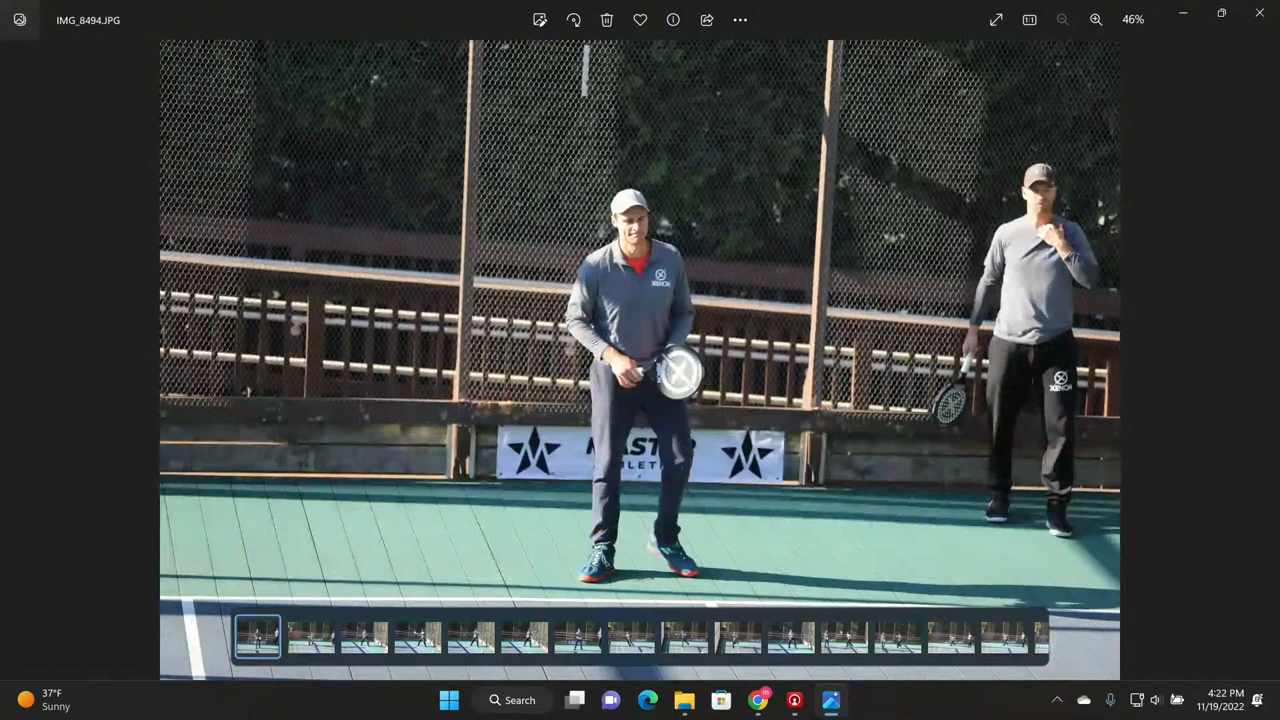 IMG_8494.JPG
46%
XENON
XENON
37°F
Sunny
Search
4:22 PM
11/19/2022